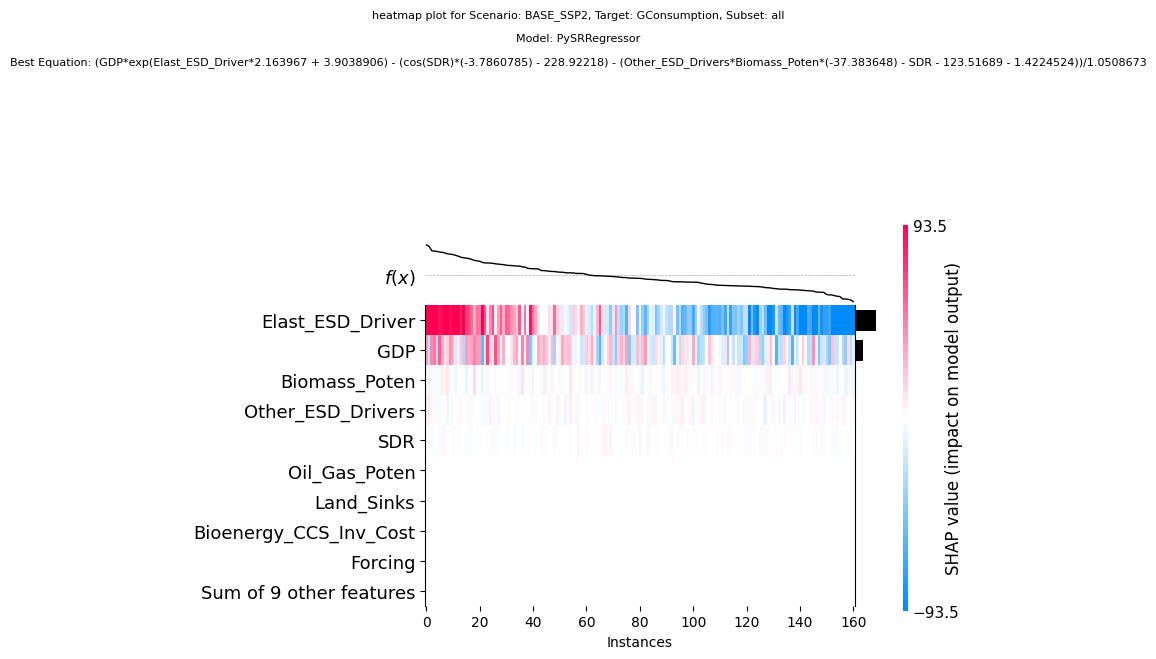 heatmap plot for Scenario: BASE_SSP2, Target: GConsumption, Subset: all
Model: PySRRegressor
Best Equation: (GDP*exp(Elast_ESD_Driver*2.163967 + 3.9038906) - (cos(SDR)*(-3.7860785) - 228.92218) - (Other_ESD_Drivers*Biomass_Poten*(-37.383648) - SDR - 123.51689 - 1.4224524))/1.0508673
f(x)
Elast_ESD_Driver
GDP
Biomass_Poten
Other_ESD_Drivers
SDR
Oil_Gas_Poten
Land_Sinks
Bioenergy_CCS_Inv_Cost
Forcing
Sum of 9 other features
0 20 40 60 80 100 120 140 160
Instances
93.5
SHAP value (impact on model output)
−93.5